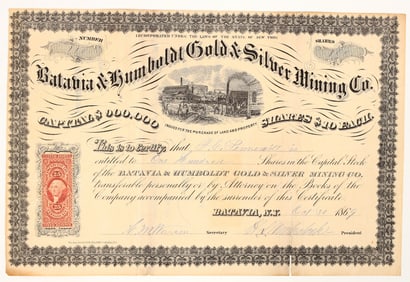 INCORPORATED UNDER THE LAWS OF THE STATE OF NEW YORK
NUMBER
SHARES
Batavia & Humboldt Gold & Silver Mining Co.
CAPITAL $ 000,000
ISSUED FOR THE PURCHASE OF LAND AND PROPERTY
SHARES $10 EACH.
This is to Certify that is
entitled to One Hundred Shares in the Capital Stock
of the BATAVIA & HUMBOLDT GOLD & SILVER MINING CO.
transferable personally or by Attorney on the Books of the
Company accompanied by the surrender of this Certificate
BATAVIA, N.Y. 1867
Secretary President